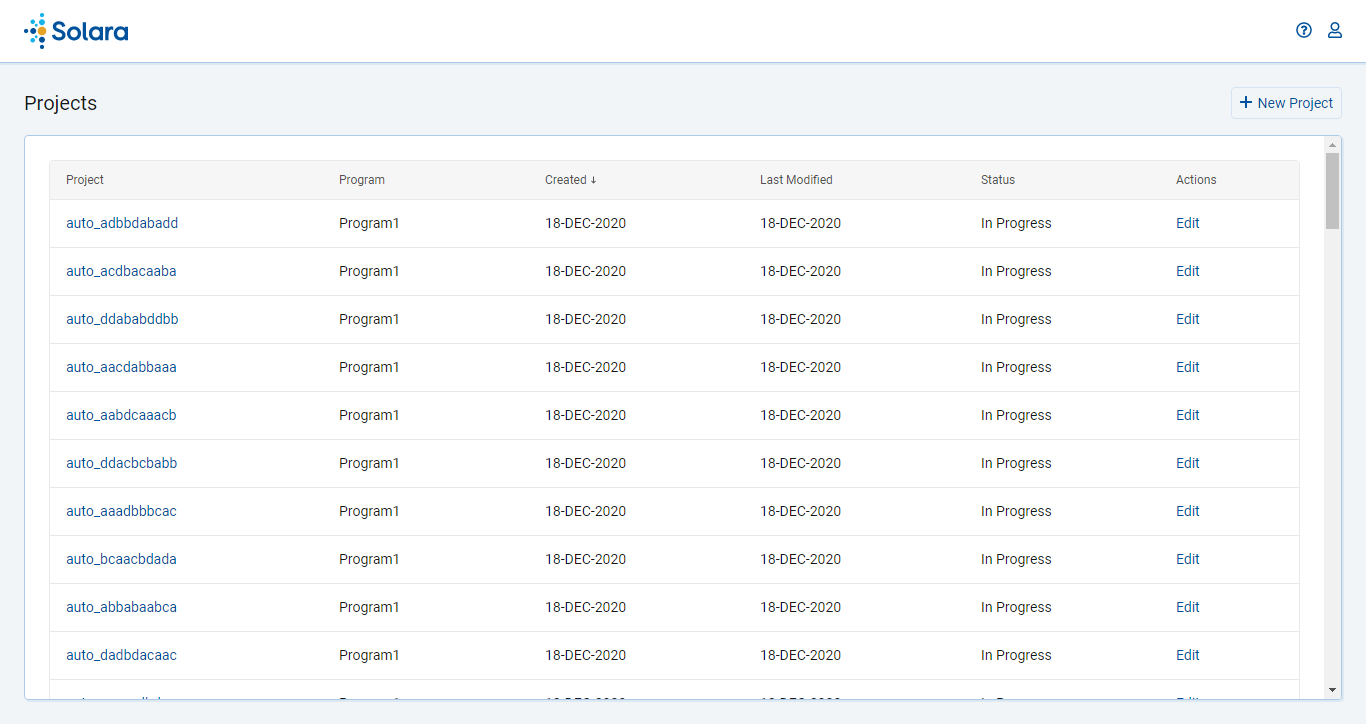 Solara
Projects
New Project
Project Program Created Last Modified Status Actions
auto_adbbdabadd Program1 18-DEC-2020 18-DEC-2020 In Progress Edit
auto_acdbacaaba Program1 18-DEC-2020 18-DEC-2020 In Progress Edit
auto_ddababddbb Program1 18-DEC-2020 18-DEC-2020 In Progress Edit
auto_aacdabbaaa Program1 18-DEC-2020 18-DEC-2020 In Progress Edit
auto_aabdcaaacb Program1 18-DEC-2020 18-DEC-2020 In Progress Edit
auto_ddacbcbabb Program1 18-DEC-2020 18-DEC-2020 In Progress Edit
auto_aaadbbbcac Program1 18-DEC-2020 18-DEC-2020 In Progress Edit
auto_bcaacbdada Program1 18-DEC-2020 18-DEC-2020 In Progress Edit
auto_abbabaabca Program1 18-DEC-2020 18-DEC-2020 In Progress Edit
auto_dadbdacaac Program1 18-DEC-2020 18-DEC-2020 In Progress Edit